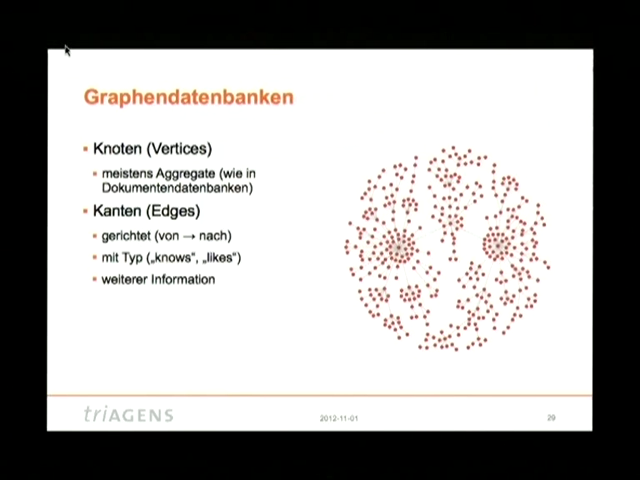 Graphendatenbanken
Knoten (Vertices)
meistens Aggregate (wie in
Dokumentendatenbanken)
Kanten (Edges)
gerichtet (von → nach)
mit Typ („knows“, „likes“)
weiterer Information
triAGENS
2012-11-01
29